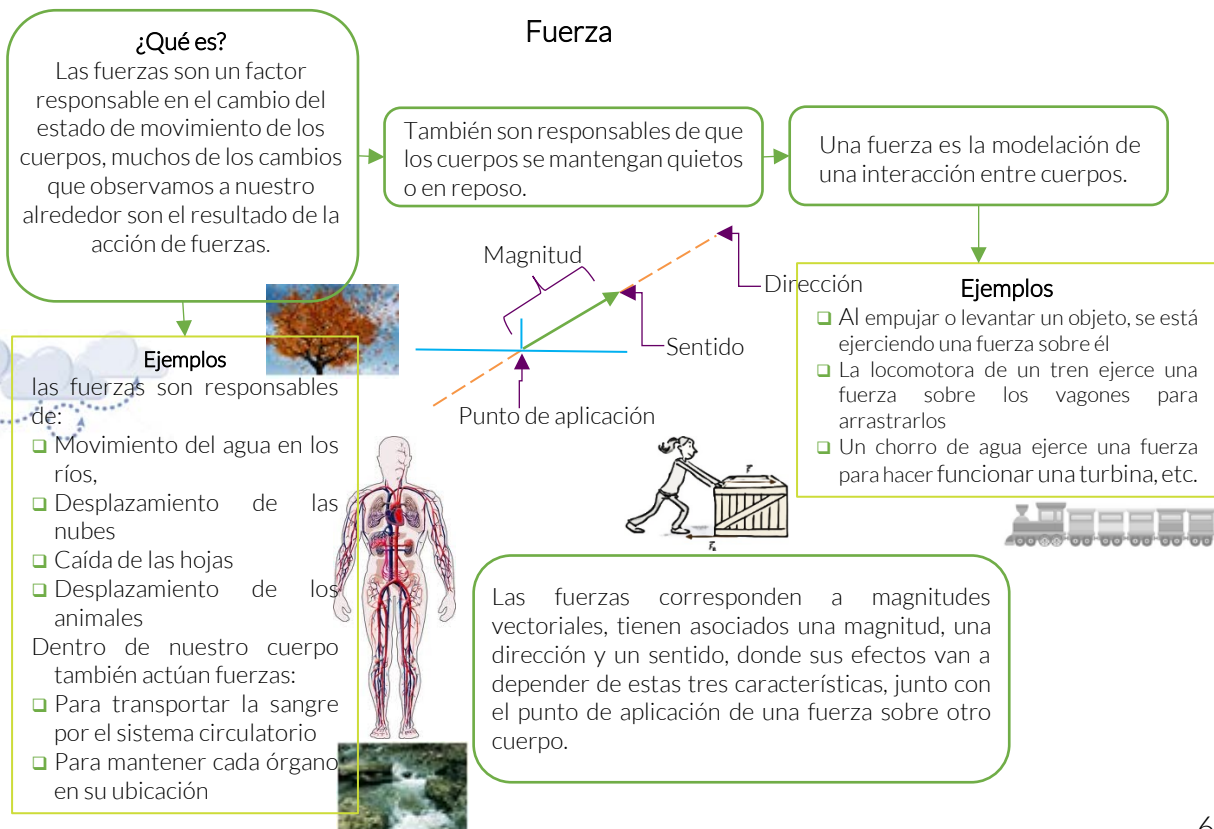 Fuerza
¿Qué es?
Las fuerzas son un factor
responsable en el cambio del
estado de movimiento de los
cuerpos, muchos de los cambios
que observamos a nuestro
alrededor son el resultado de la
acción de fuerzas.
También son responsables de que
los cuerpos se mantengan quietos
o en reposo.
Una fuerza es la modelación de
una interacción entre cuerpos.
Magnitud
Dirección
Sentido
Punto de aplicación
Ejemplos
las fuerzas son responsables
de:
Movimiento del agua en los
ríos,
Desplazamiento de las
nubes
Caída de las hojas
Desplazamiento de los
animales
Dentro de nuestro cuerpo
también actúan fuerzas:
Para transportar la sangre
por el sistema circulatorio
Para mantener cada órgano
en su ubicación
Ejemplos
Al empujar o levantar un objeto, se está
ejerciendo una fuerza sobre él
La locomotora de un tren ejerce una
fuerza sobre los vagones para
arrastrarlos
Un chorro de agua ejerce una fuerza
para hacer funcionar una turbina, etc.
Las fuerzas corresponden a magnitudes
vectoriales, tienen asociados una magnitud, una
dirección y un sentido, donde sus efectos van a
depender de estas tres características, junto con
el punto de aplicación de una fuerza sobre otro
cuerpo.
6